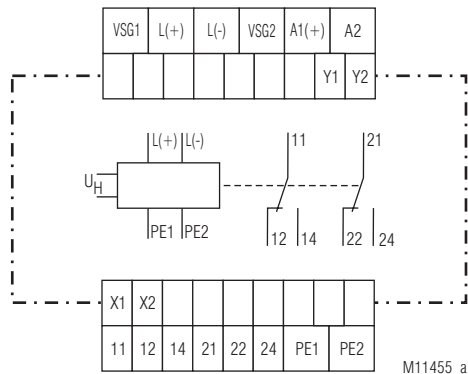 VSG1 L(+) L(-) VSG2 A1(+) A2
Y1 Y2
L(+) L(-) 11 21
UH
PE1 PE2 12 14 22 24
X1 X2
11 12 14 21 22 24 PE1 PE2
M11455_a